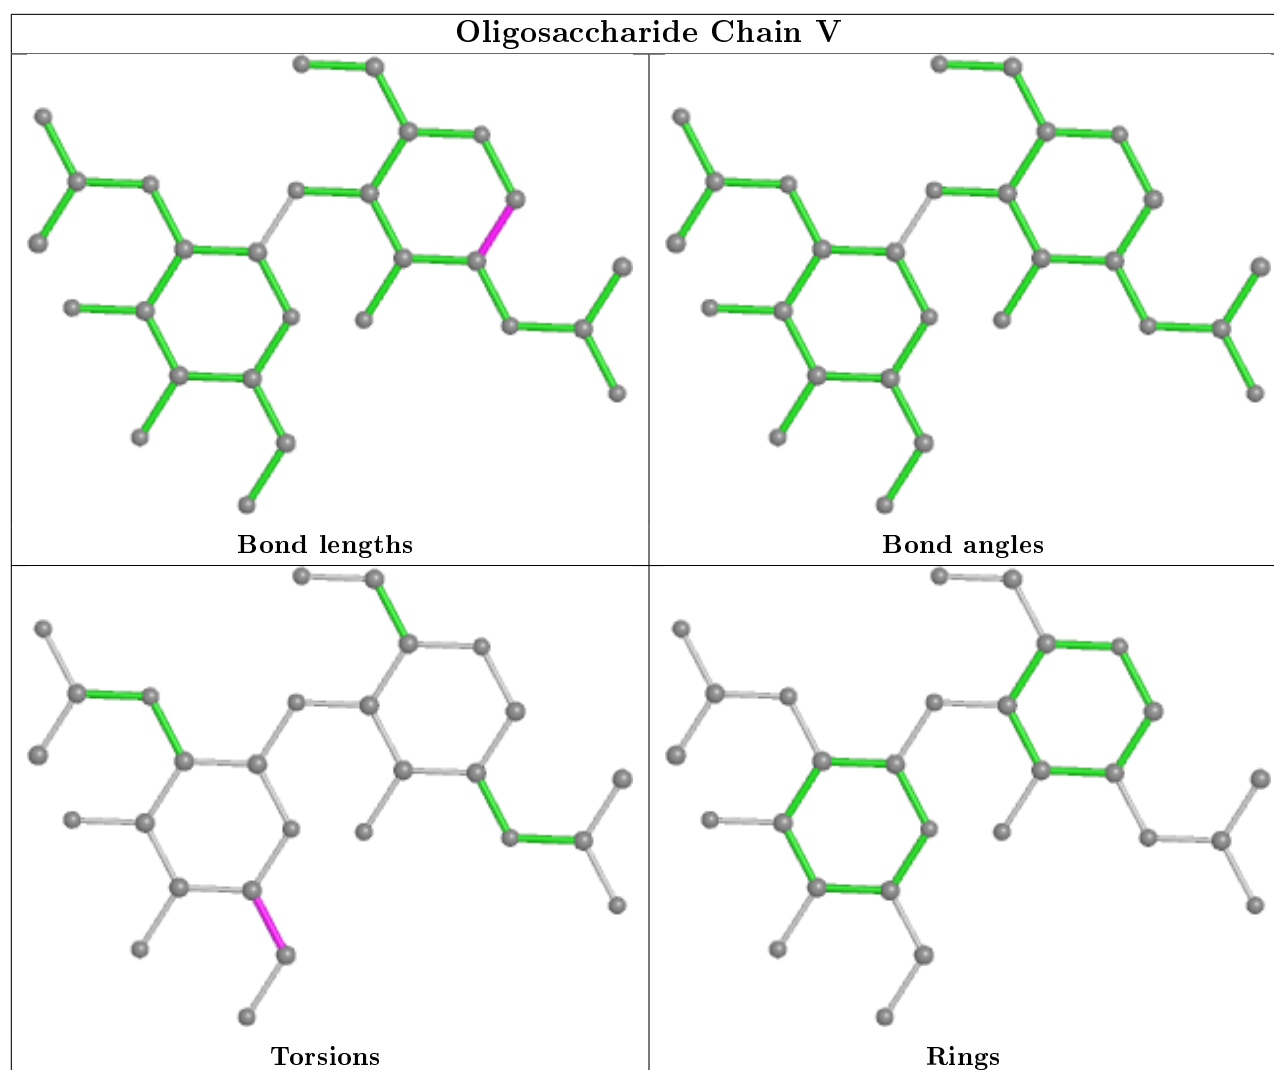 Oligosaccharide Chain V
Bond lengths
Bond angles
Torsions
Rings